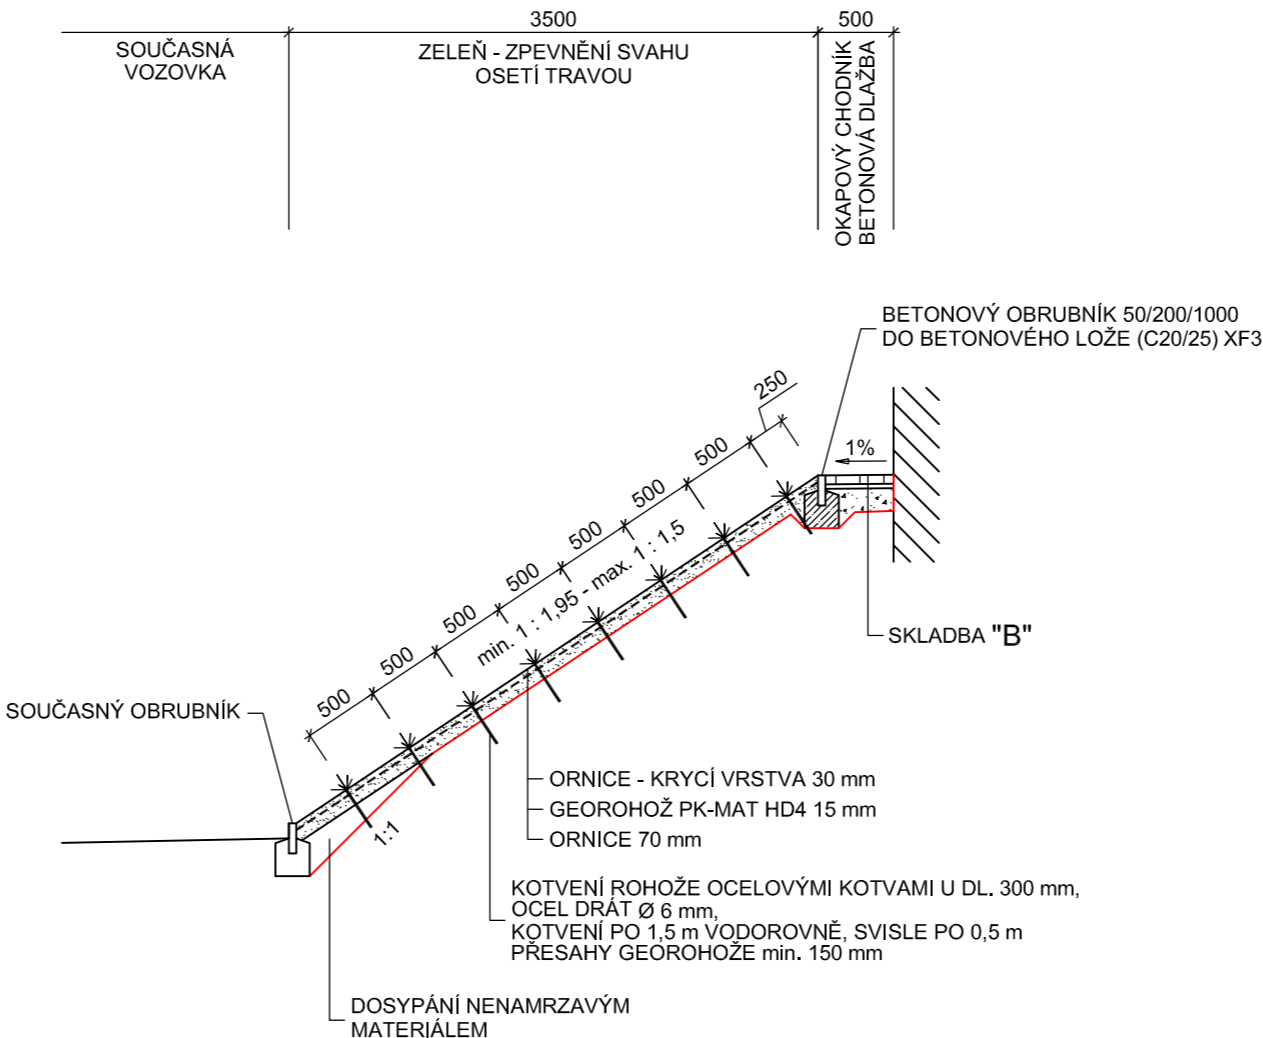 3500
500
SOUČASNÁ
VOZOVKA
ZELEŇ - ZPEVNĚNÍ SVAHU
OSETÍ TRAVOU
OKAPOVÝ CHODNÍK
BETONOVÁ DLAŽBA
BETONOVÝ OBRUBNÍK 50/200/1000
DO BETONOVÉHO LOŽE (C20/25) XF3
250
500
500
500
500
500
500
500
1%
min. 1 : 1,95 - max. 1 : 1,5
SKLADBA "B"
SOUČASNÝ OBRUBNÍK
1:1
ORNICE - KRYCÍ VRSTVA 30 mm
GEOROHOŽ PK-MAT HD4 15 mm
ORNICE 70 mm
KOTVENÍ ROHOŽE OCELOVÝMI KOTVAMI U DL. 300 mm,
OCEL DRÁT Ø 6 mm,
KOTVENÍ PO 1,5 m VODOROVNĚ, SVISLE PO 0,5 m
PŘESAHY GEOROHOŽE min. 150 mm
DOSYPÁNÍ NENAMRZAVÝM
MATERIÁLEM